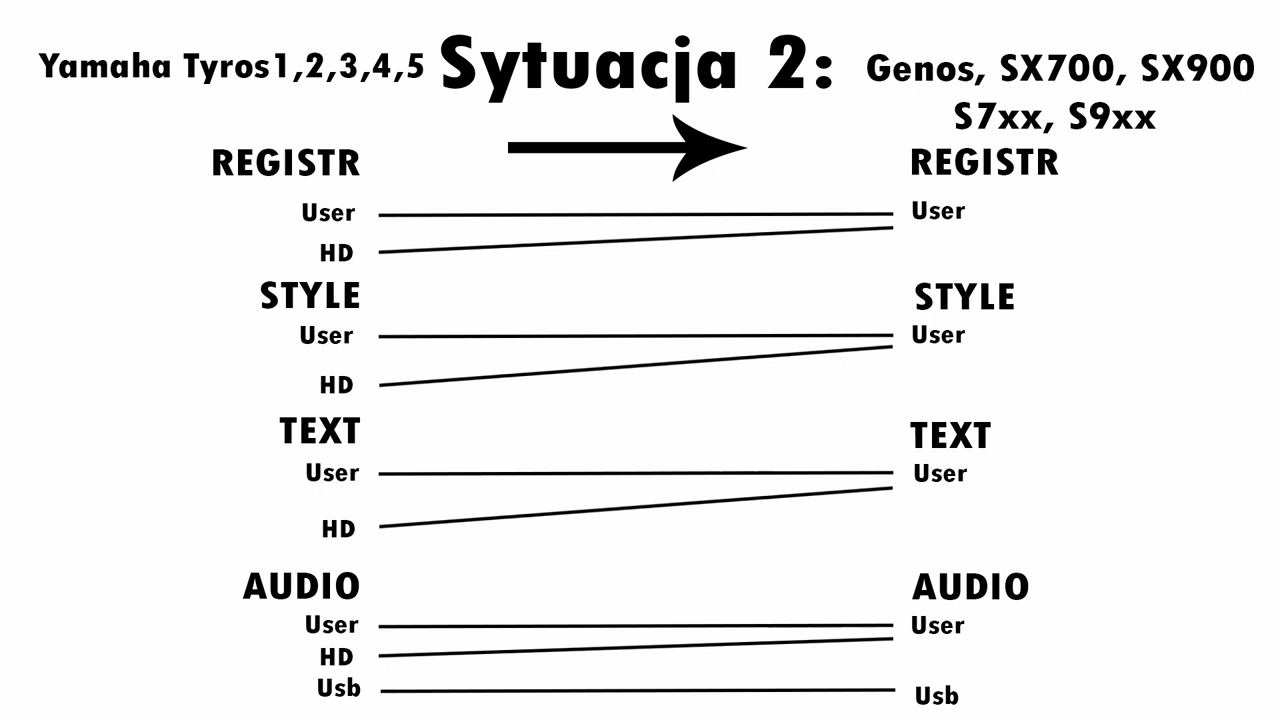 Yamaha Tyros1,2,3,4,5 Sytuacja 2: Genos, SX700, SX900
S7xx, S9xx
REGISTR REGISTR
User User
HD
STYLE STYLE
User User
HD
TEXT TEXT
User User
HD
AUDIO AUDIO
User User
HD
Usb Usb